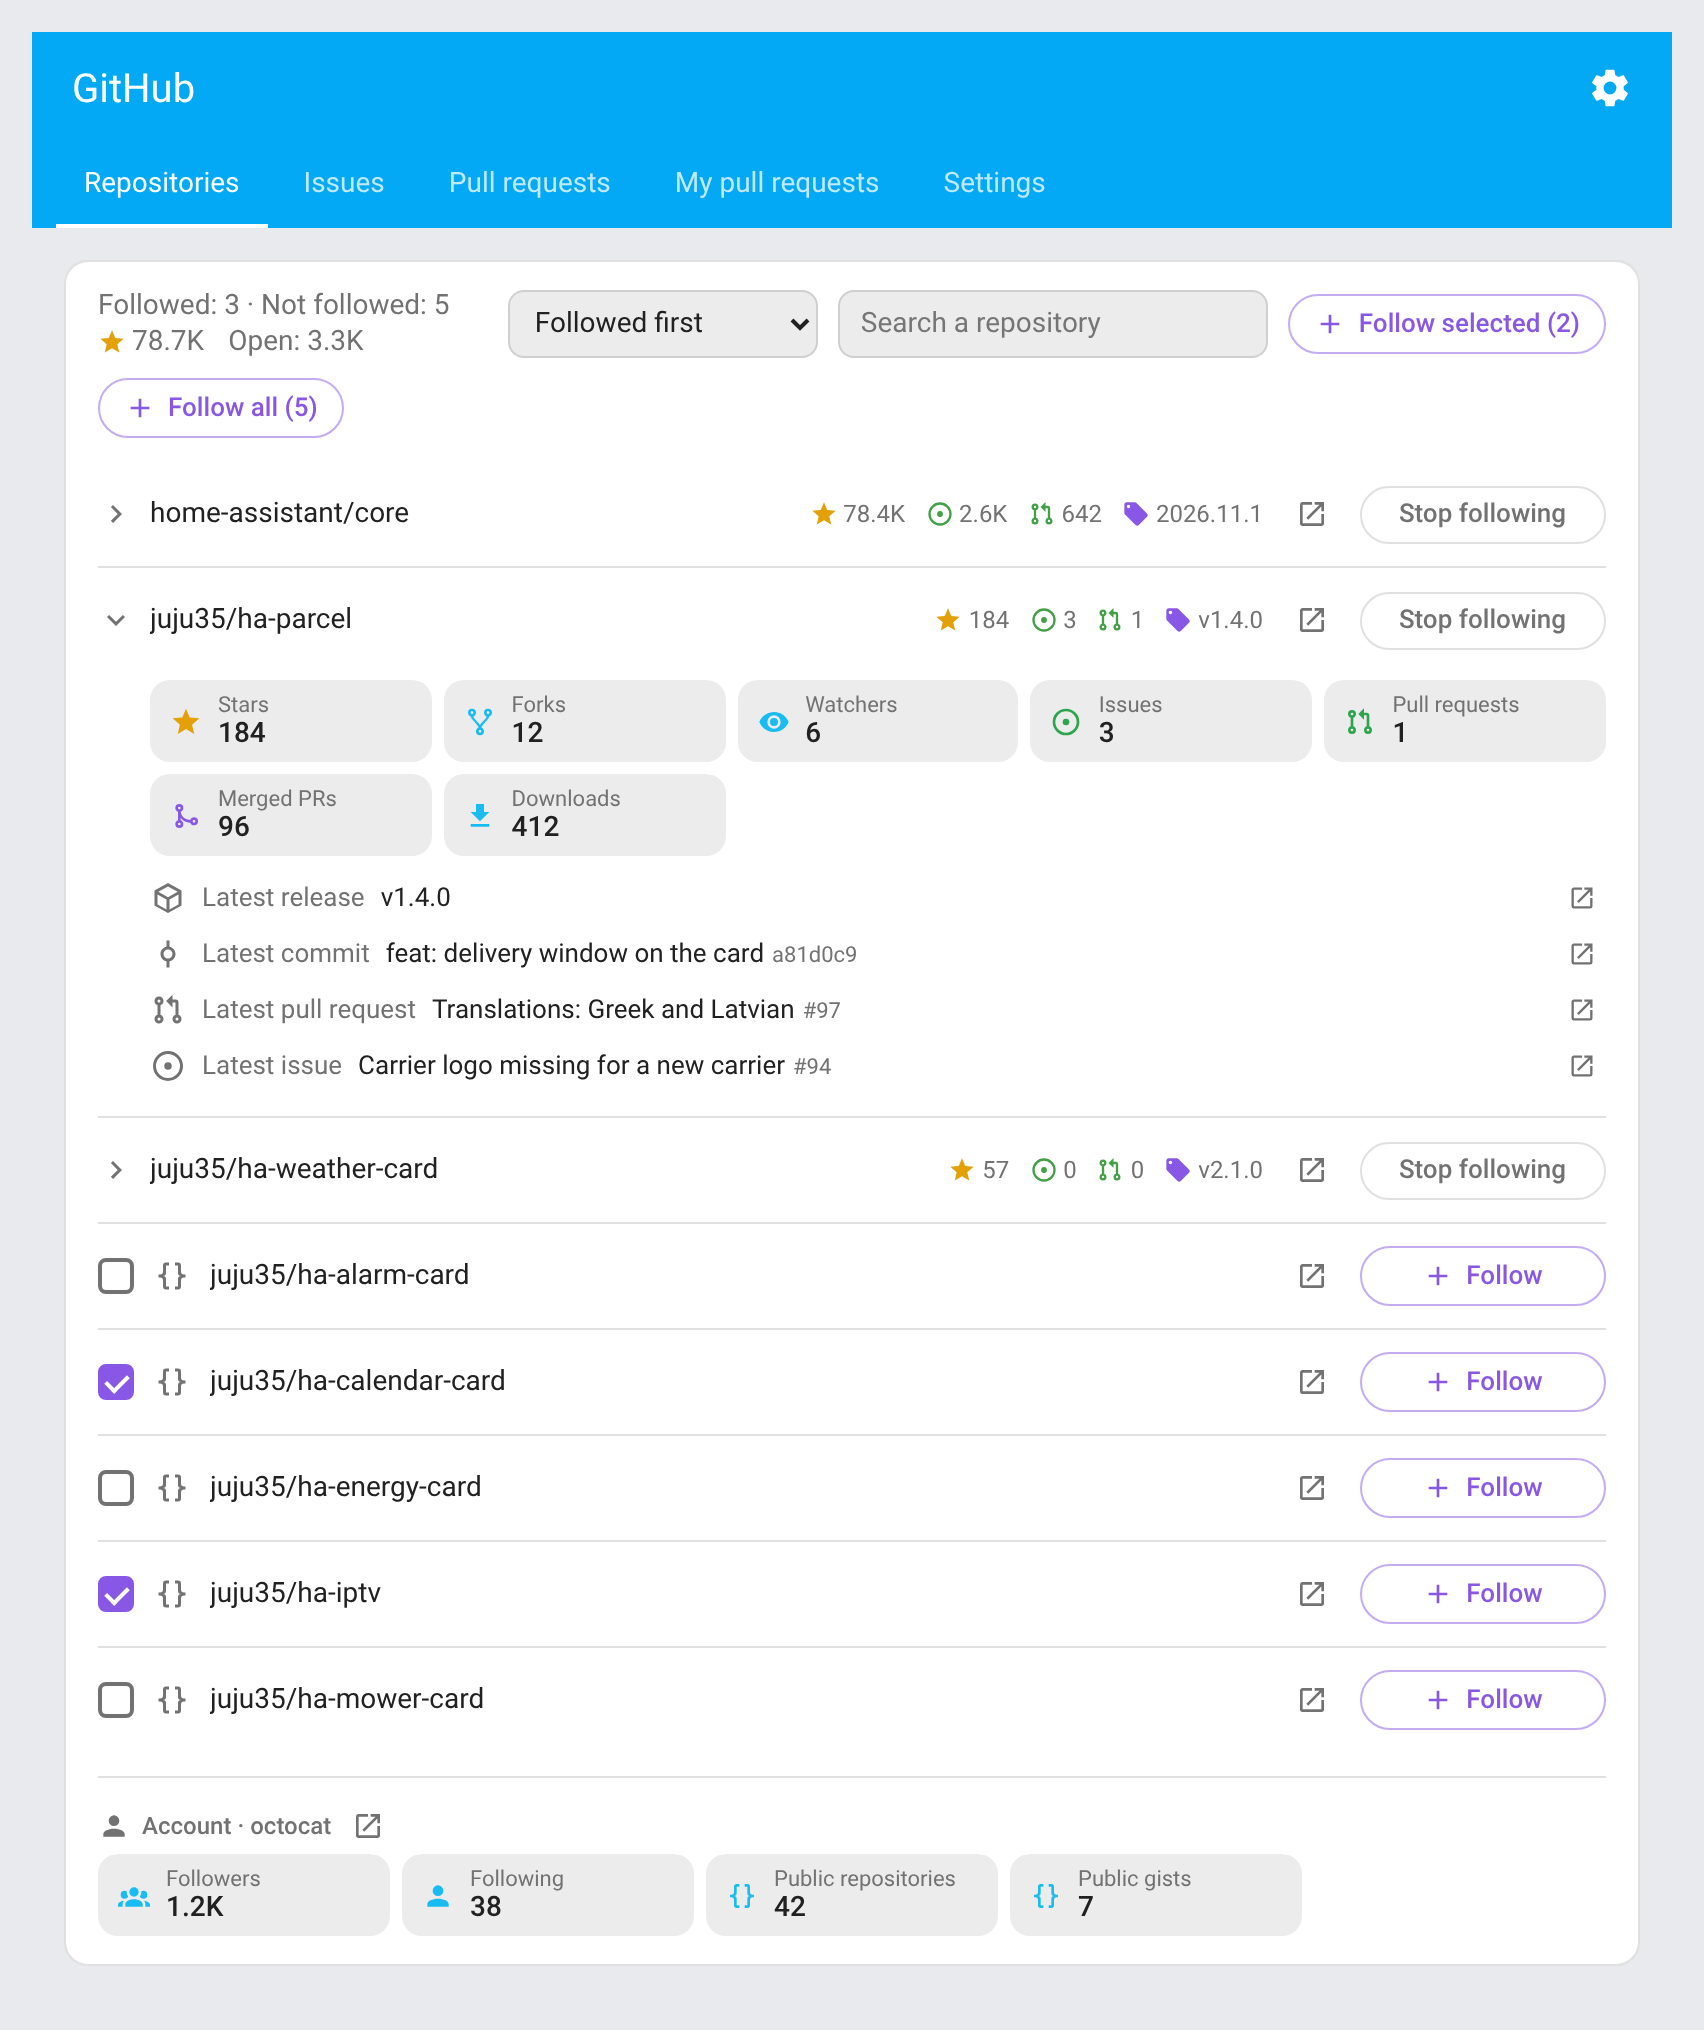 GitHub
Repositories Issues Pull requests My pull requests Settings
Followed: 3 · Not followed: 5
78.7K Open: 3.3K
Followed first
Search a repository
Follow selected (2)
Follow all (5)
home-assistant/core 78.4K 2.6K 642 2026.11.1 Stop following
juju35/ha-parcel 184 3 1 v1.4.0 Stop following
Stars
184
Forks
12
Watchers
6
Issues
3
Pull requests
1
Merged PRs
96
Downloads
412
Latest release v1.4.0
Latest commit feat: delivery window on the card a81d0c9
Latest pull request Translations: Greek and Latvian #97
Latest issue Carrier logo missing for a new carrier #94
juju35/ha-weather-card 57 0 0 v2.1.0 Stop following
{} juju35/ha-alarm-card Follow
{} juju35/ha-calendar-card Follow
{} juju35/ha-energy-card Follow
{} juju35/ha-iptv Follow
{} juju35/ha-mower-card Follow
Account · octocat
Followers
1.2K
Following
38
Public repositories
42
Public gists
7